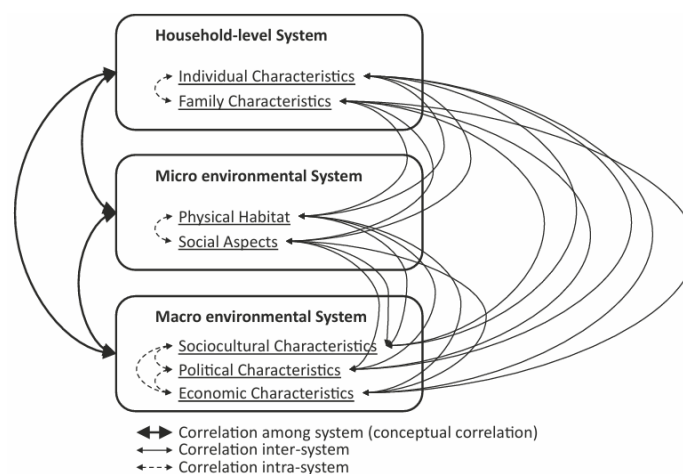 Household-level System
Individual Characteristics
Family Characteristics
Micro environmental System
Physical Habitat
Social Aspects
Macro environmental System
Sociocultural Characteristics
Political Characteristics
Economic Characteristics
Correlation among system (conceptual correlation)
Correlation inter-system
Correlation intra-system